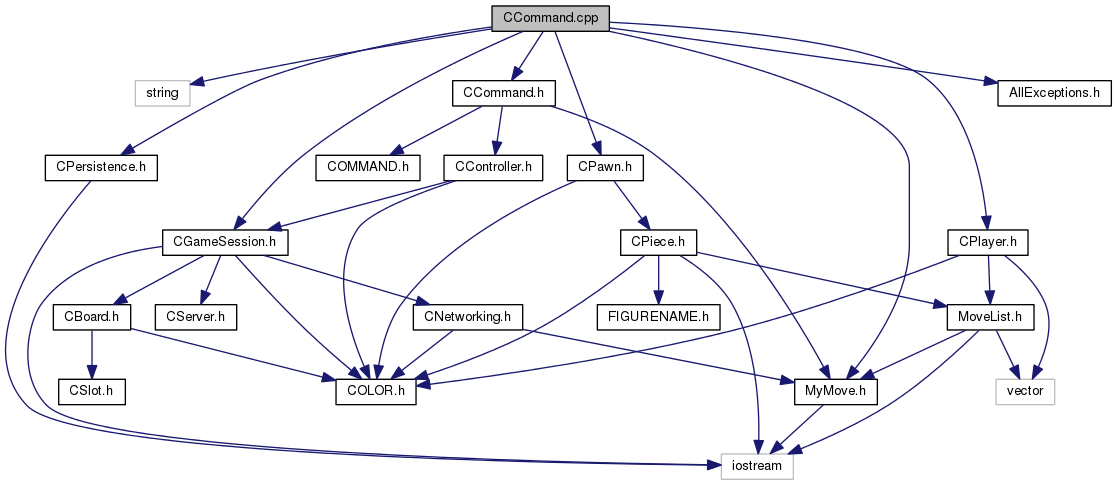 CCommand.cpp
string
CCommand.h
AllExceptions.h
CPersistence.h
COMMAND.h
CController.h
CPawn.h
CGameSession.h
CPiece.h
CPlayer.h
CBoard.h
CServer.h
CNetworking.h
FIGURENAME.h
MoveList.h
CSlot.h
COLOR.h
MyMove.h
vector
iostream